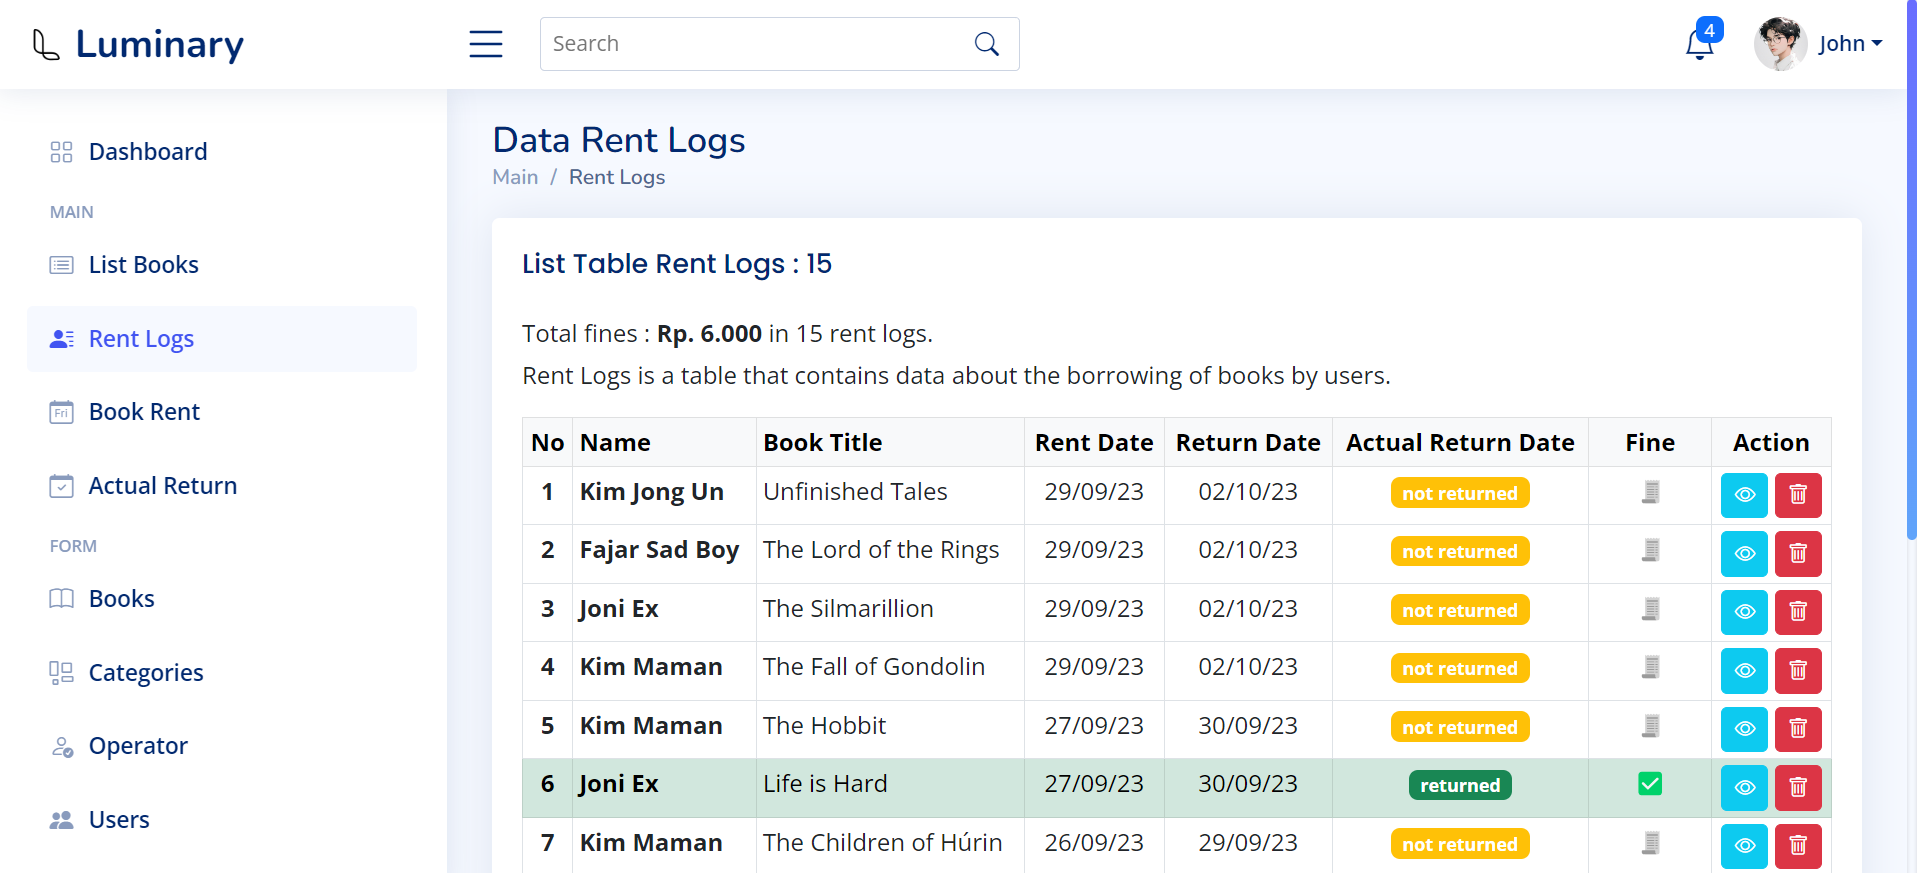 Luminary
Search
4
John
Dashboard
MAIN
List Books
Rent Logs
Fri
Book Rent
Actual Return
FORM
Books
Categories
Operator
Users
Data Rent Logs
Main / Rent Logs
List Table Rent Logs : 15
Total fines : Rp. 6.000 in 15 rent logs.
Rent Logs is a table that contains data about the borrowing of books by users.
No Name Book Title Rent Date Return Date Actual Return Date Fine Action
1 Kim Jong Un Unfinished Tales 29/09/23 02/10/23 not returned
2 Fajar Sad Boy The Lord of the Rings 29/09/23 02/10/23 not returned
3 Joni Ex The Silmarillion 29/09/23 02/10/23 not returned
4 Kim Maman The Fall of Gondolin 29/09/23 02/10/23 not returned
5 Kim Maman The Hobbit 27/09/23 30/09/23 not returned
6 Joni Ex Life is Hard 27/09/23 30/09/23 returned
7 Kim Maman The Children of Húrin 26/09/23 29/09/23 not returned